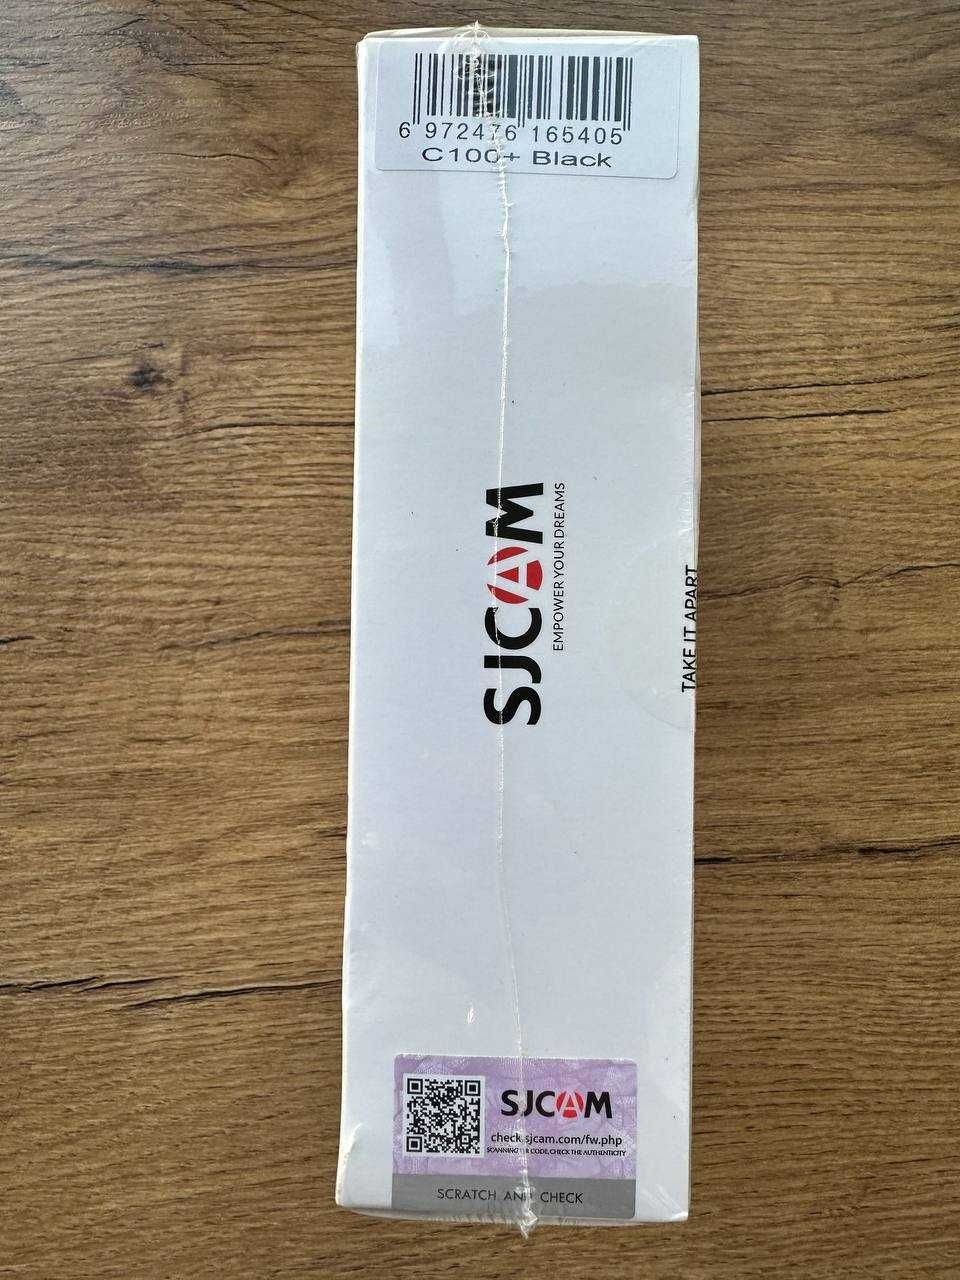 6 972476 165405
C100+ Black
SJCAM
EMPOWER YOUR DREAMS
TAKE IT APART
SJCAM
check.sjcam.com/fw.php
SCANNING THE CODE, CHECK THE AUTHENTICITY
SCRATCH AND CHECK